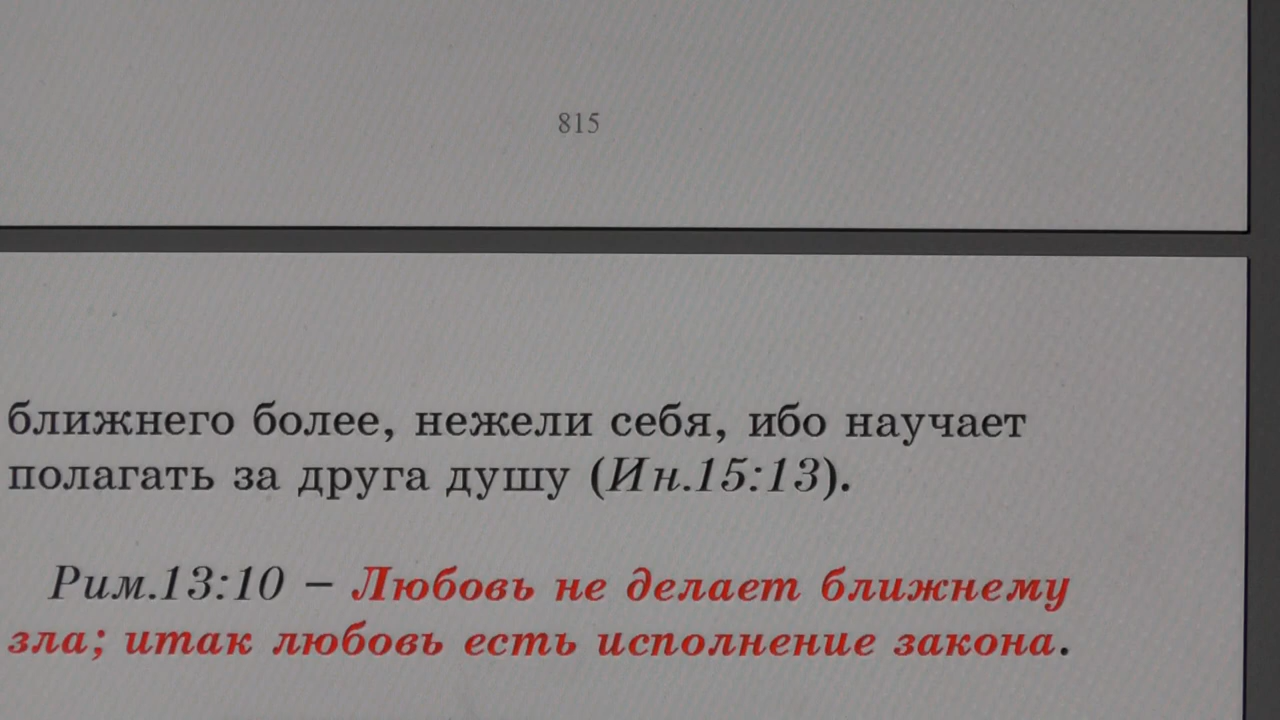 815
ближнего более, нежели себя, ибо научает
полагать за друга душу (Ин.15:13).
Рим.13:10 – Любовь не делает ближнему
зла; итак любовь есть исполнение закона.